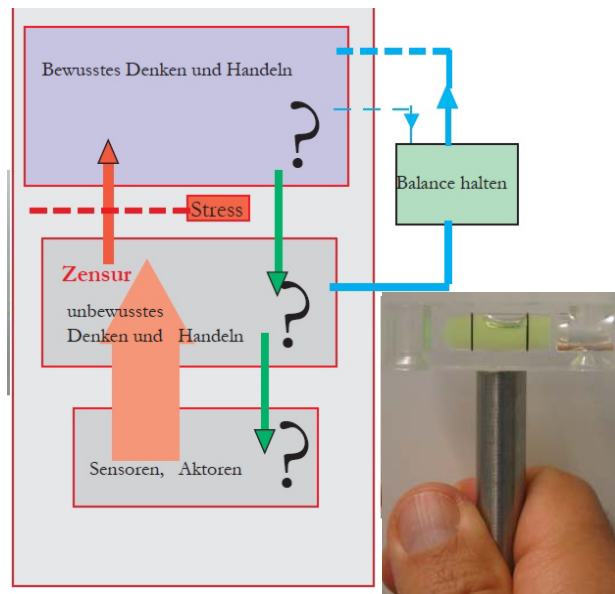 Bewusstes Denken und Handeln
?
Stress
Balance halten
Zensur
unbewusstes
Denken und Handeln
?
Sensoren, Aktoren
?